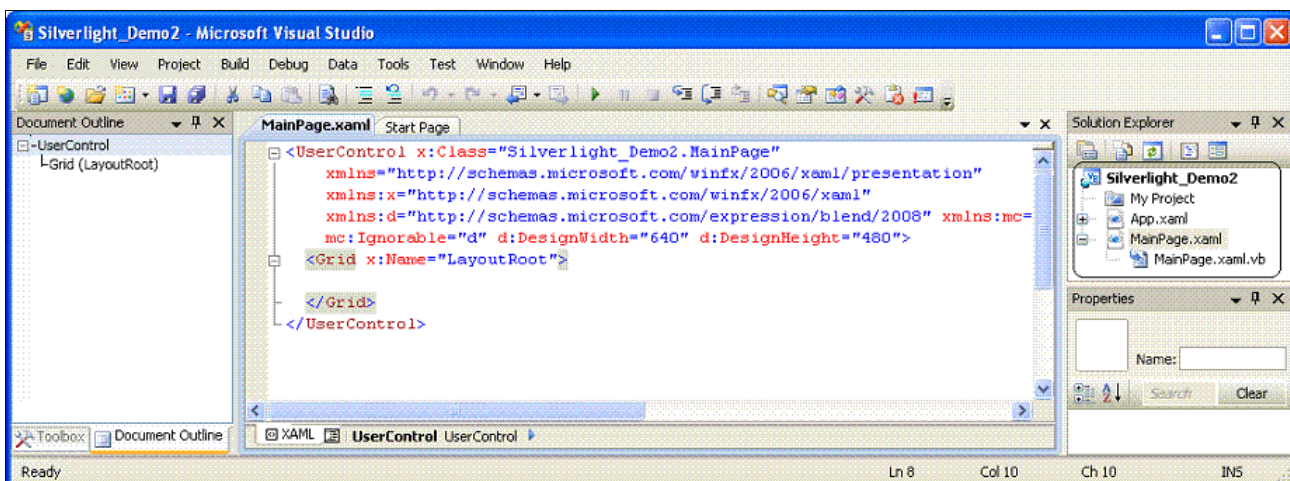 Silverlight_Demo2 - Microsoft Visual Studio
File Edit View Project Build Debug Data Tools Test Window Help
Document Outline
-UserControl
Grid (LayoutRoot)
Toolbox Document Outline
MainPage.xaml Start Page
<UserControl x:Class="Silverlight_Demo2.MainPage"
xmlns="http://schemas.microsoft.com/winfx/2006/xaml/presentation"
xmlns:x="http://schemas.microsoft.com/winfx/2006/xaml"
xmlns:d="http://schemas.microsoft.com/expression/blend/2008" xmlns:mc=
mc:Ignorable="d" d:DesignWidth="640" d:DesignHeight="480">
<Grid x:Name="LayoutRoot">
</Grid>
</UserControl>
XAML UserControl UserControl
Solution Explorer
Silverlight_Demo2
My Project
App.xaml
MainPage.xaml
MainPage.xaml.vb
Properties
Name:
Search Clear
Ready Ln 8 Col 10 Ch 10 INS